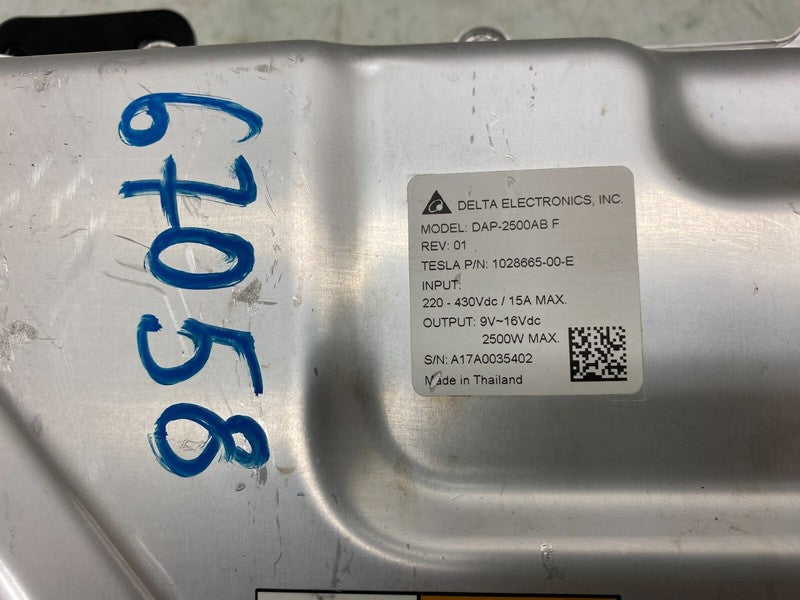 67058
DELTA ELECTRONICS, INC.
MODEL: DAP-2500AB F
REV: 01
TESLA P/N: 1028665-00-E
INPUT:
220 - 430Vdc / 15A MAX.
OUTPUT: 9V~16Vdc
2500W MAX.
S/N: A17A0035402
Made in Thailand